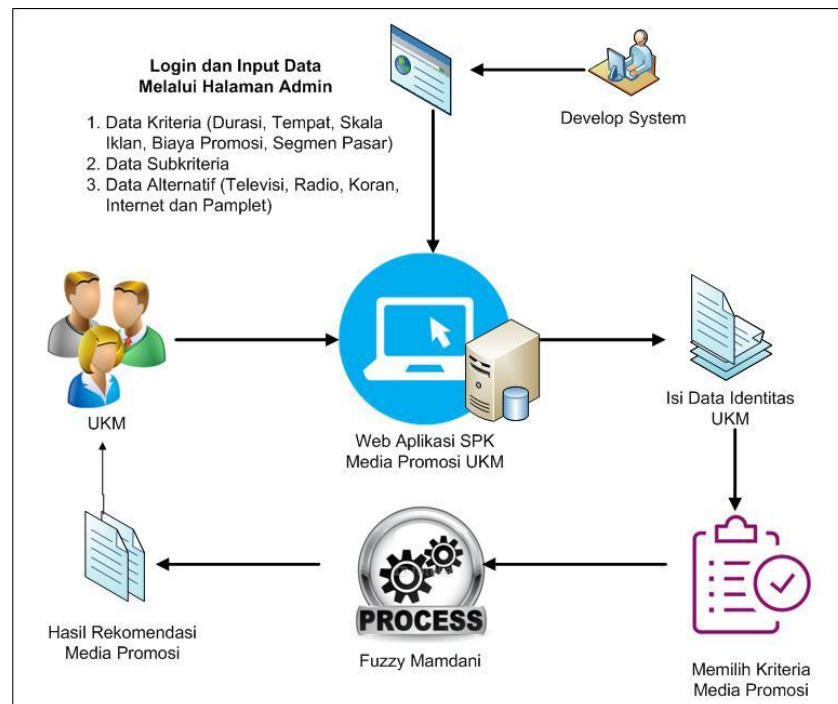 Login dan Input Data
Melalui Halaman Admin
1. Data Kriteria (Durasi, Tempat, Skala
Iklan, Biaya Promosi, Segmen Pasar)
2. Data Subkriteria
3. Data Alternatif (Televisi, Radio, Koran,
Internet dan Pamplet)
Develop System
UKM
Web Aplikasi SPK
Media Promosi UKM
Isi Data Identitas
UKM
Hasil Rekomendasi
Media Promosi
PROCESS
Fuzzy Mamdani
Memilih Kriteria
Media Promosi